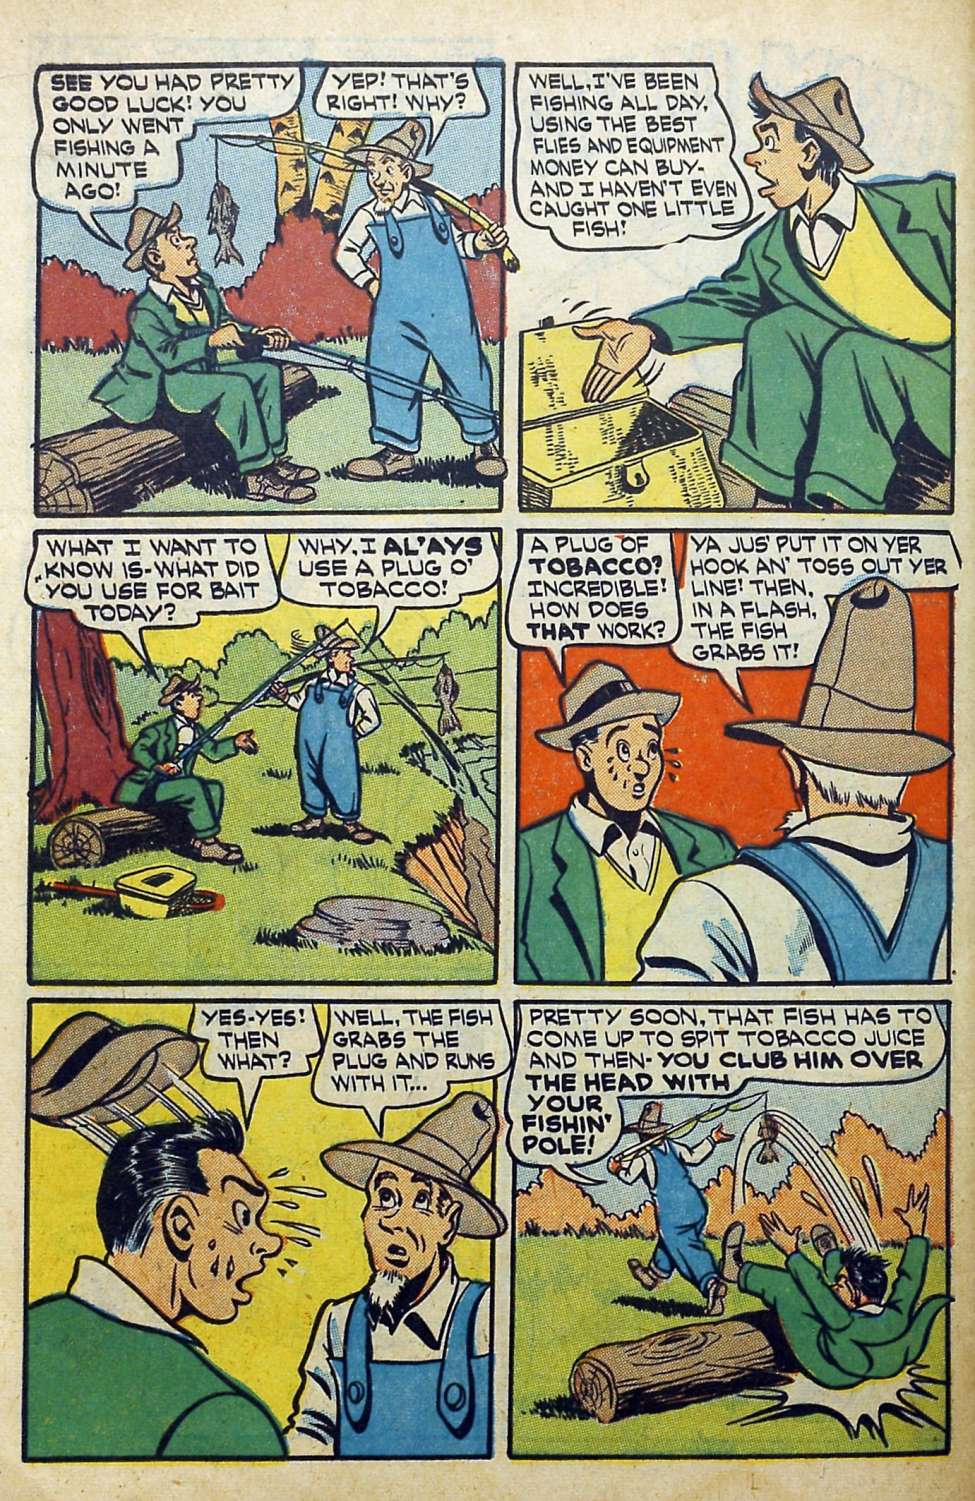 SEE YOU HAD PRETTY
GOOD LUCK! YOU
ONLY WENT
FISHING A
MINUTE
AGO!
YEP! THAT'S
RIGHT! WHY?
WELL, I'VE BEEN
FISHING ALL DAY,
USING THE BEST
FLIES AND EQUIPMENT
MONEY CAN BUY-
AND I HAVEN'T EVEN
CAUGHT ONE LITTLE
FISH!
WHAT I WANT TO
KNOW IS-WHAT DID
YOU USE FOR BAIT
TODAY?
WHY, I AL'AYS
USE A PLUG O'
TOBACCO!
A PLUG OF
TOBACCO?
INCREDIBLE!
HOW DOES
THAT WORK?
YA JUS' PUT IT ON YER
HOOK AN' TOSS OUT YER
LINE! THEN,
IN A FLASH,
THE FISH
GRABS IT!
YES-YES!
THEN
WHAT?
WELL, THE FISH
GRABS THE
PLUG AND RUNS
WITH IT...
PRETTY SOON, THAT FISH HAS TO
COME UP TO SPIT TOBACCO JUICE
AND THEN- YOU CLUB HIM OVER
THE HEAD WITH
YOUR
FISHIN'
POLE!